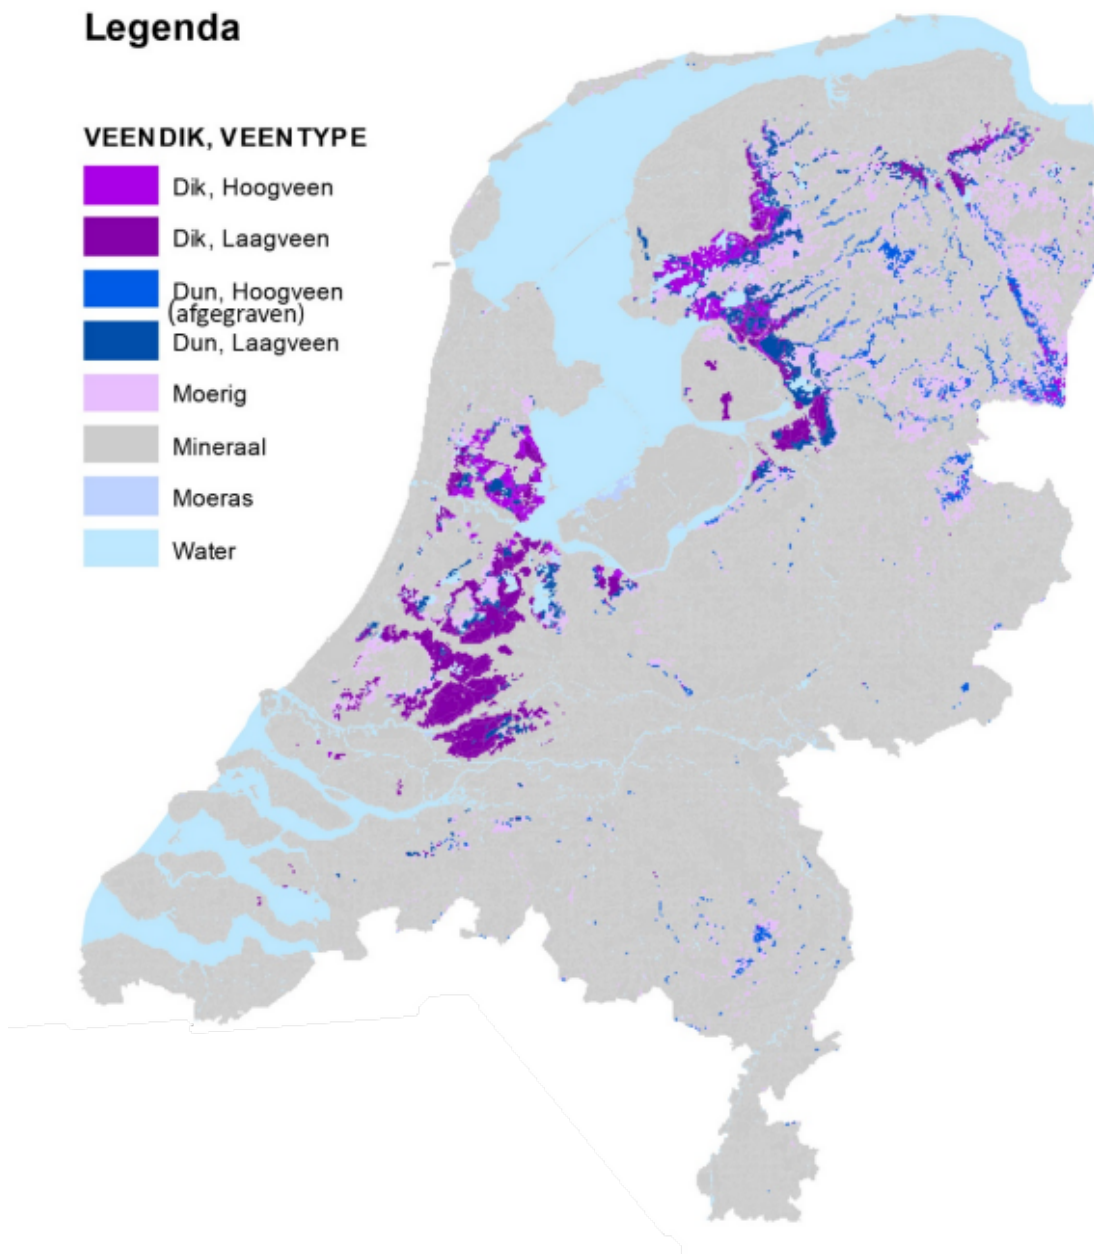 Legenda
VEENDIK, VEENTYPE
Dik, Hoogveen
Dik, Laagveen
Dun, Hoogveen
(afgegraven)
Dun, Laagveen
Moerig
Mineraal
Moeras
Water